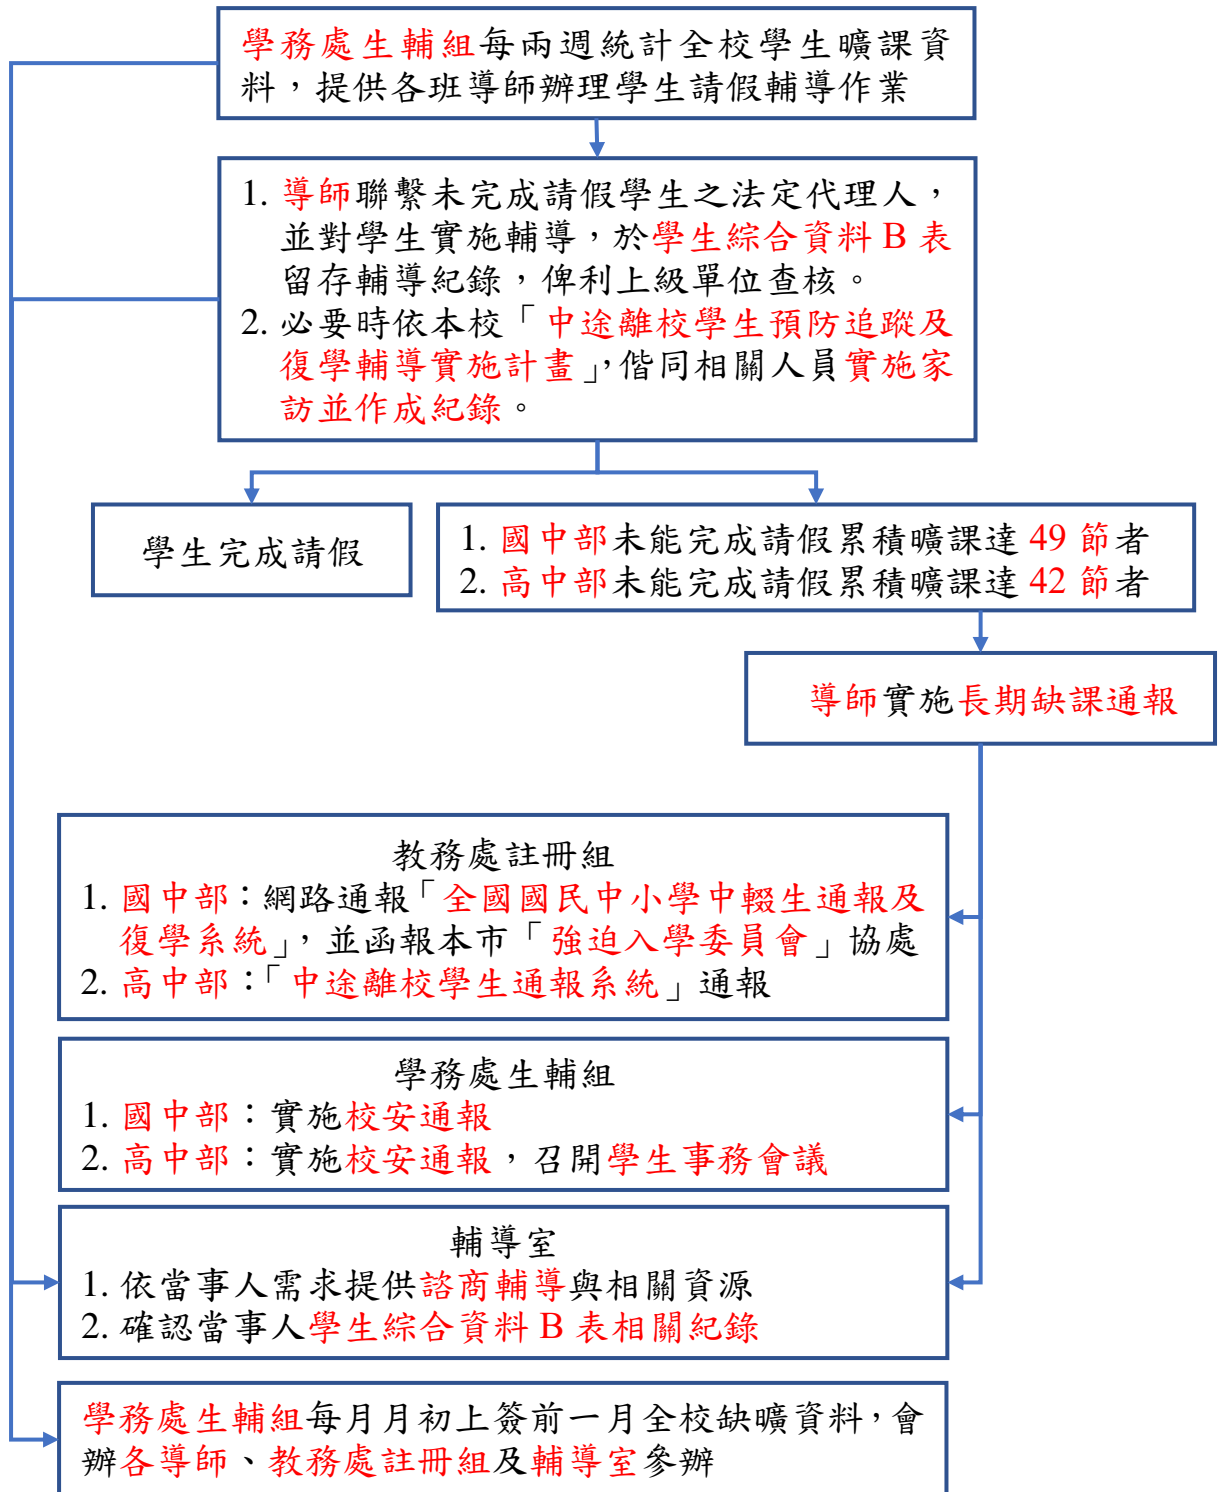 學務處生輔組每兩週統計全校學生曠課資
料，提供各班導師辦理學生請假輔導作業
1. 導師聯繫未完成請假學生之法定代理人，
並對學生實施輔導，於學生綜合資料 B 表
留存輔導紀錄，俾利上級單位查核。
2. 必要時依本校「中途離校學生預防追蹤及
復學輔導實施計畫」，偕同相關人員實施家
訪並作成紀錄。
學生完成請假
1. 國中部未能完成請假累積曠課達 49 節者
2. 高中部未能完成請假累積曠課達 42 節者
導師實施長期缺課通報
教務處註冊組
1. 國中部：網路通報「全國國民中小學中輟生通報及
復學系統」，並函報本市「強迫入學委員會」協處
2. 高中部：「中途離校學生通報系統」通報
學務處生輔組
1. 國中部：實施校安通報
2. 高中部：實施校安通報，召開學生事務會議
輔導室
1. 依當事人需求提供諮商輔導與相關資源
2. 確認當事人學生綜合資料 B 表相關紀錄
學務處生輔組每月月初上簽前一月全校缺曠資料，會
辦各導師、教務處註冊組及輔導室參辦